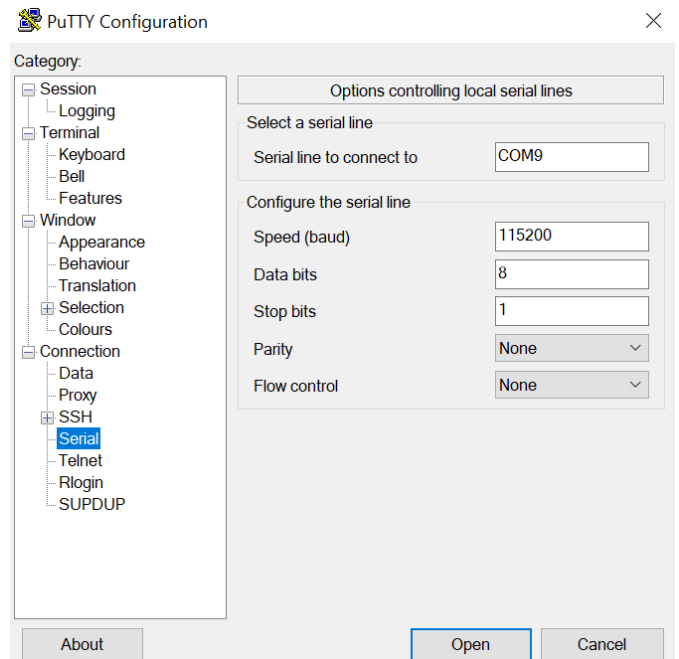 PuTTY Configuration
Category:
Session
Logging
Terminal
Keyboard
Bell
Features
Window
Appearance
Behaviour
Translation
Selection
Colours
Connection
Data
Proxy
SSH
Serial
Telnet
Rlogin
SUPDUP
Options controlling local serial lines
Select a serial line
Serial line to connect to COM9
Configure the serial line
Speed (baud) 115200
Data bits 8
Stop bits 1
Parity None
Flow control None
About Open Cancel